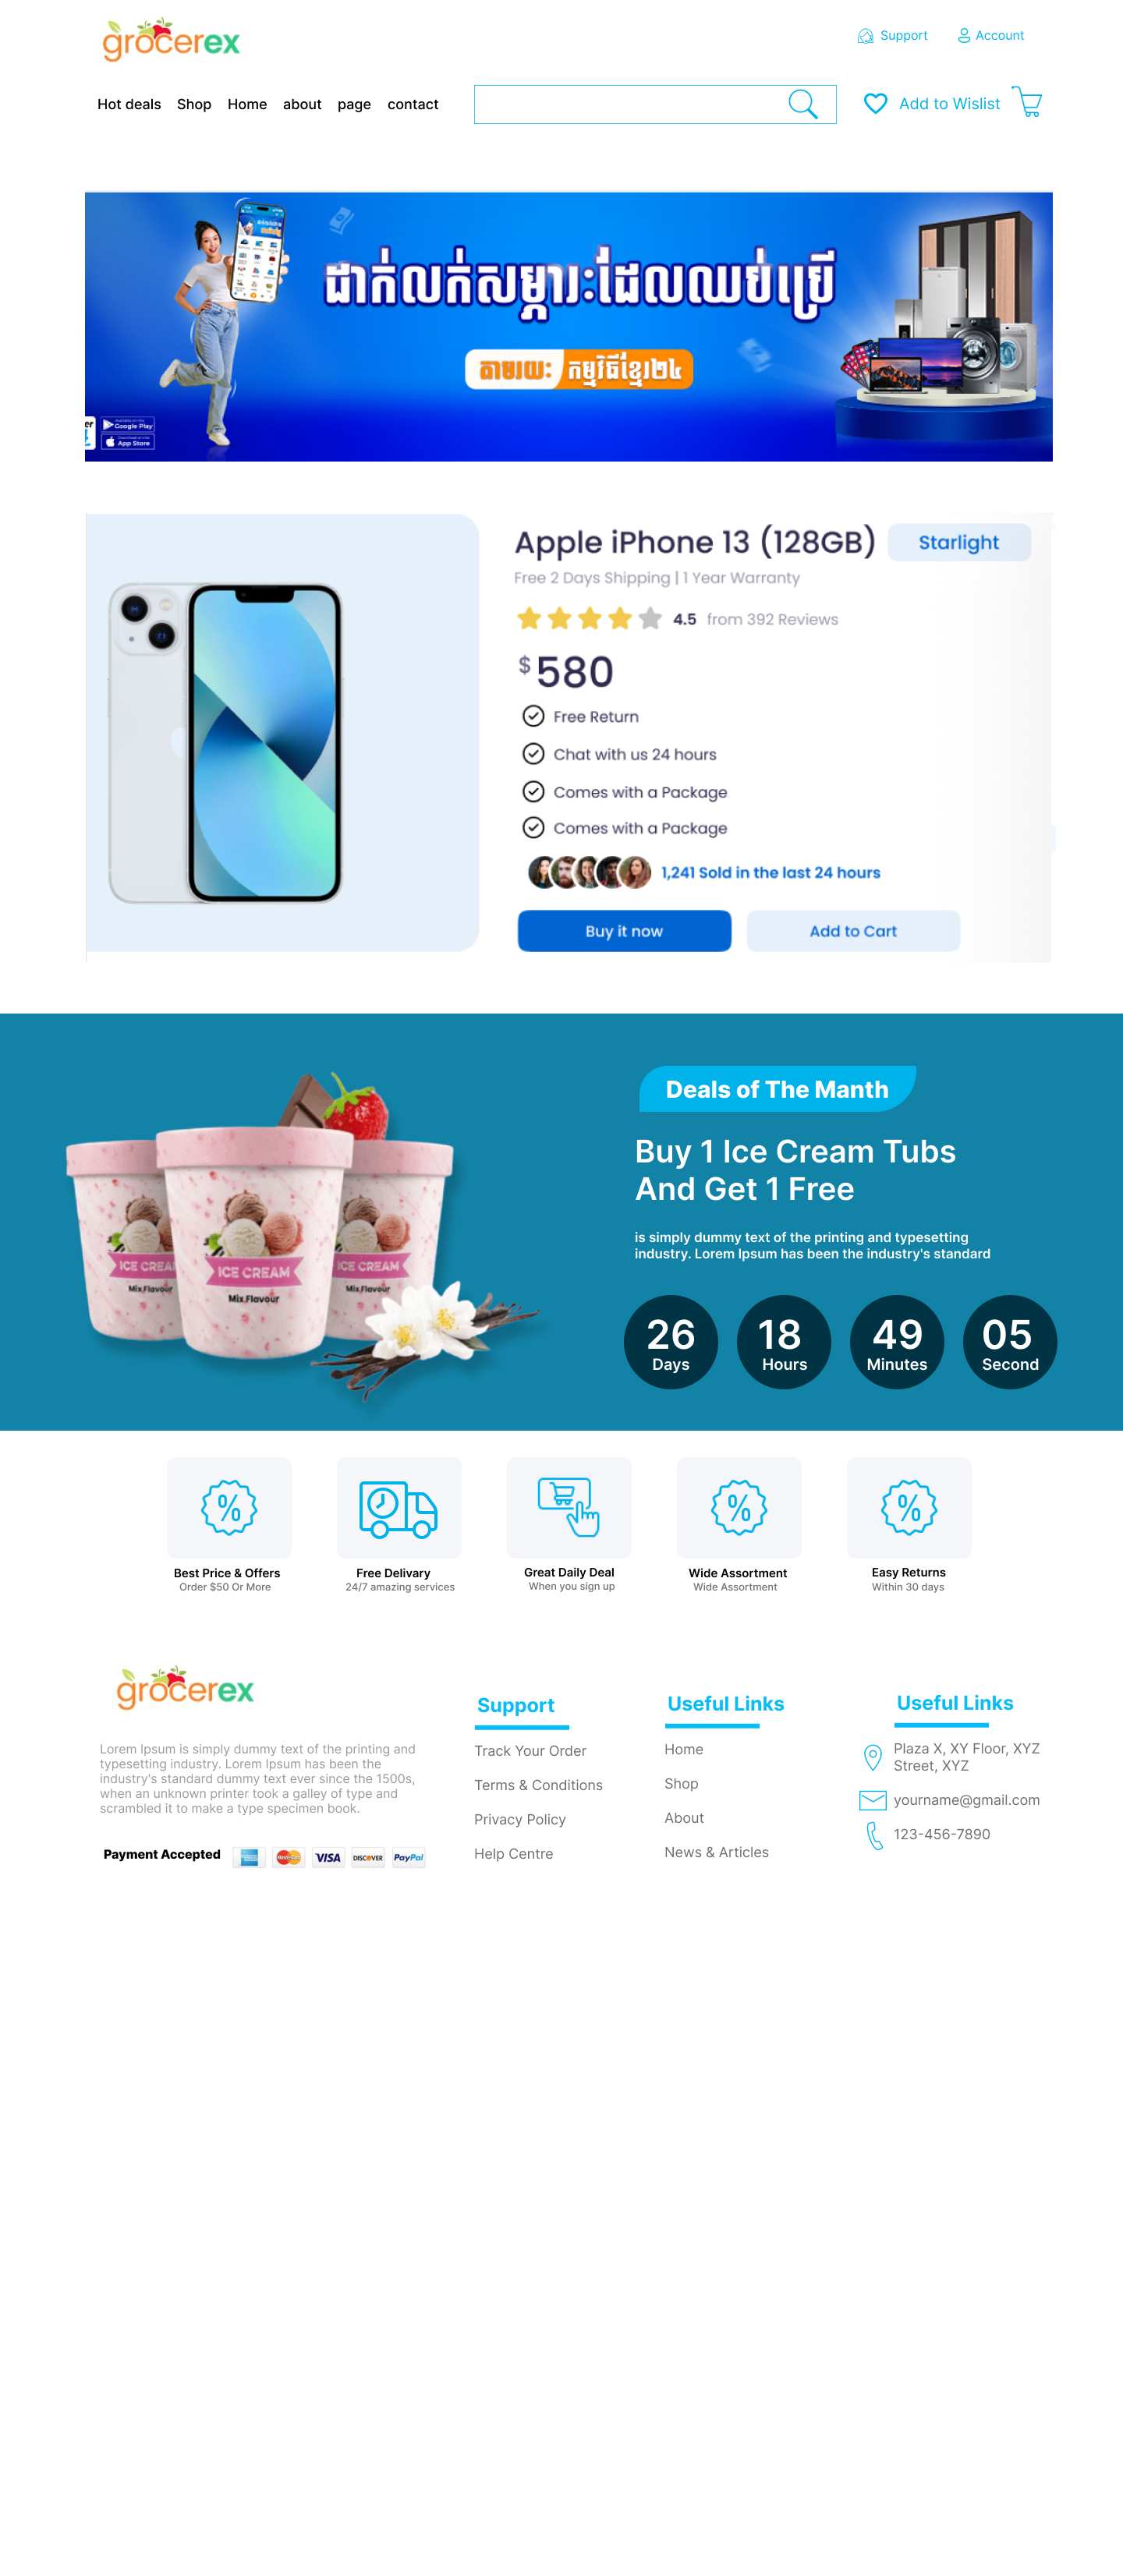 grocerex
Support
Account
Hot deals Shop Home about page contact
Add to Wislist
ដាក់លក់សម្ភារៈដែលឈប់ប្រើ
តាមរយៈ កម្មវិធីខ្មែរ២៤
er
Google Play
App Store
Apple iPhone 13 (128GB)
Starlight
Free 2 Days Shipping | 1 Year Warranty
4.5 from 392 Reviews
$ 580
Free Return
Chat with us 24 hours
Comes with a Package
Comes with a Package
1,241 Sold in the last 24 hours
Buy it now
Add to Cart
Deals of The Manth
Buy 1 Ice Cream Tubs
And Get 1 Free
is simply dummy text of the printing and typesetting
industry. Lorem Ipsum has been the industry's standard
ICE CREA
Mix Flavour
ICE CREAM
Mix Flavour
ICE CREAM
Mix Flavour
26 18 49 05
Days Hours Minutes Second
Best Price & Offers
Order $50 Or More
Free Delivary
24/7 amazing services
Great Daily Deal
When you sign up
Wide Assortment
Wide Assortment
Easy Returns
Within 30 days
grocerex
Lorem Ipsum is simply dummy text of the printing and
typesetting industry. Lorem Ipsum has been the
industry's standard dummy text ever since the 1500s,
when an unknown printer took a galley of type and
scrambled it to make a type specimen book.
Payment Accepted
MasterCard
VISA
DISCOVER
PayPal
Support
Track Your Order
Terms & Conditions
Privacy Policy
Help Centre
Useful Links
Home
Shop
About
News & Articles
Useful Links
Plaza X, XY Floor, XYZ
Street, XYZ
yourname@gmail.com
123-456-7890